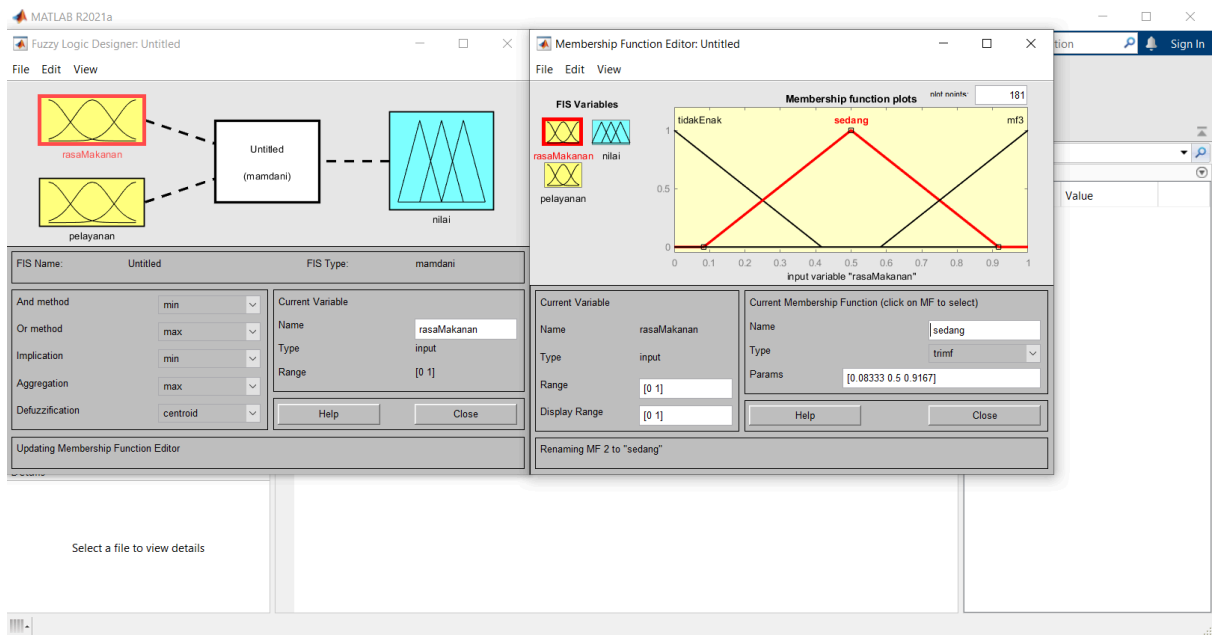 MATLAB R2021a
Fuzzy Logic Designer: Untitled
File Edit View
rasaMakanan
pelayanan
Untitled
(mamdani)
nilai
FIS Name: Untitled FIS Type: mamdani
And method min
Or method max
Implication min
Aggregation max
Defuzzification centroid
Current Variable
Name rasaMakanan
Type input
Range [0 1]
Help Close
Updating Membership Function Editor
Membership Function Editor: Untitled
File Edit View
FIS Variables
rasaMakanan nilai
pelayanan
Membership function plots plot points: 181
tidakEnak sedang mf3
1
0.5
0
0 0.1 0.2 0.3 0.4 0.5 0.6 0.7 0.8 0.9 1
input variable "rasaMakanan"
Current Variable
Name rasaMakanan
Type input
Range [0 1]
Display Range [0 1]
Current Membership Function (click on MF to select)
Name sedang
Type trimf
Params [0.08333 0.5 0.9167]
Help Close
Renaming MF 2 to "sedang"
Sign In
Value
Select a file to view details